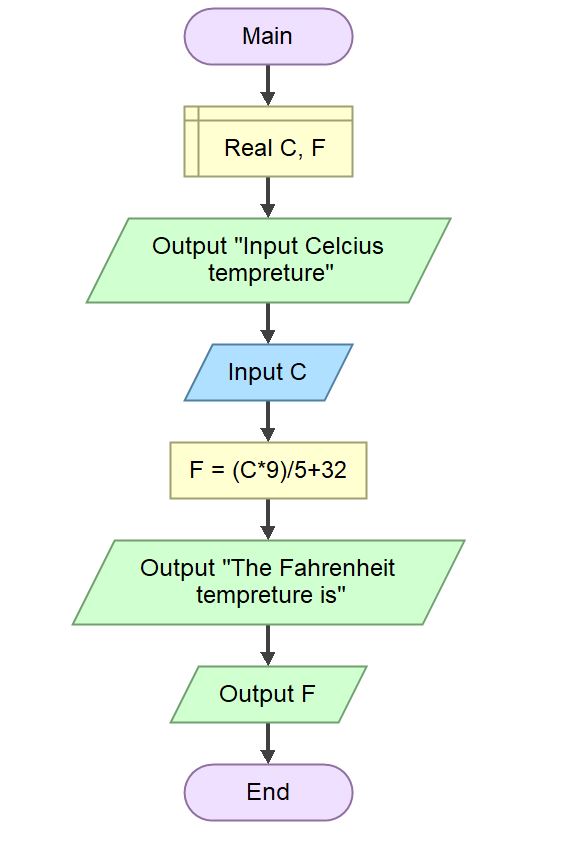 Main
Real C, F
Output "Input Celcius
tempreture"
Input C
F = (C*9)/5+32
Output "The Fahrenheit
tempreture is"
Output F
End